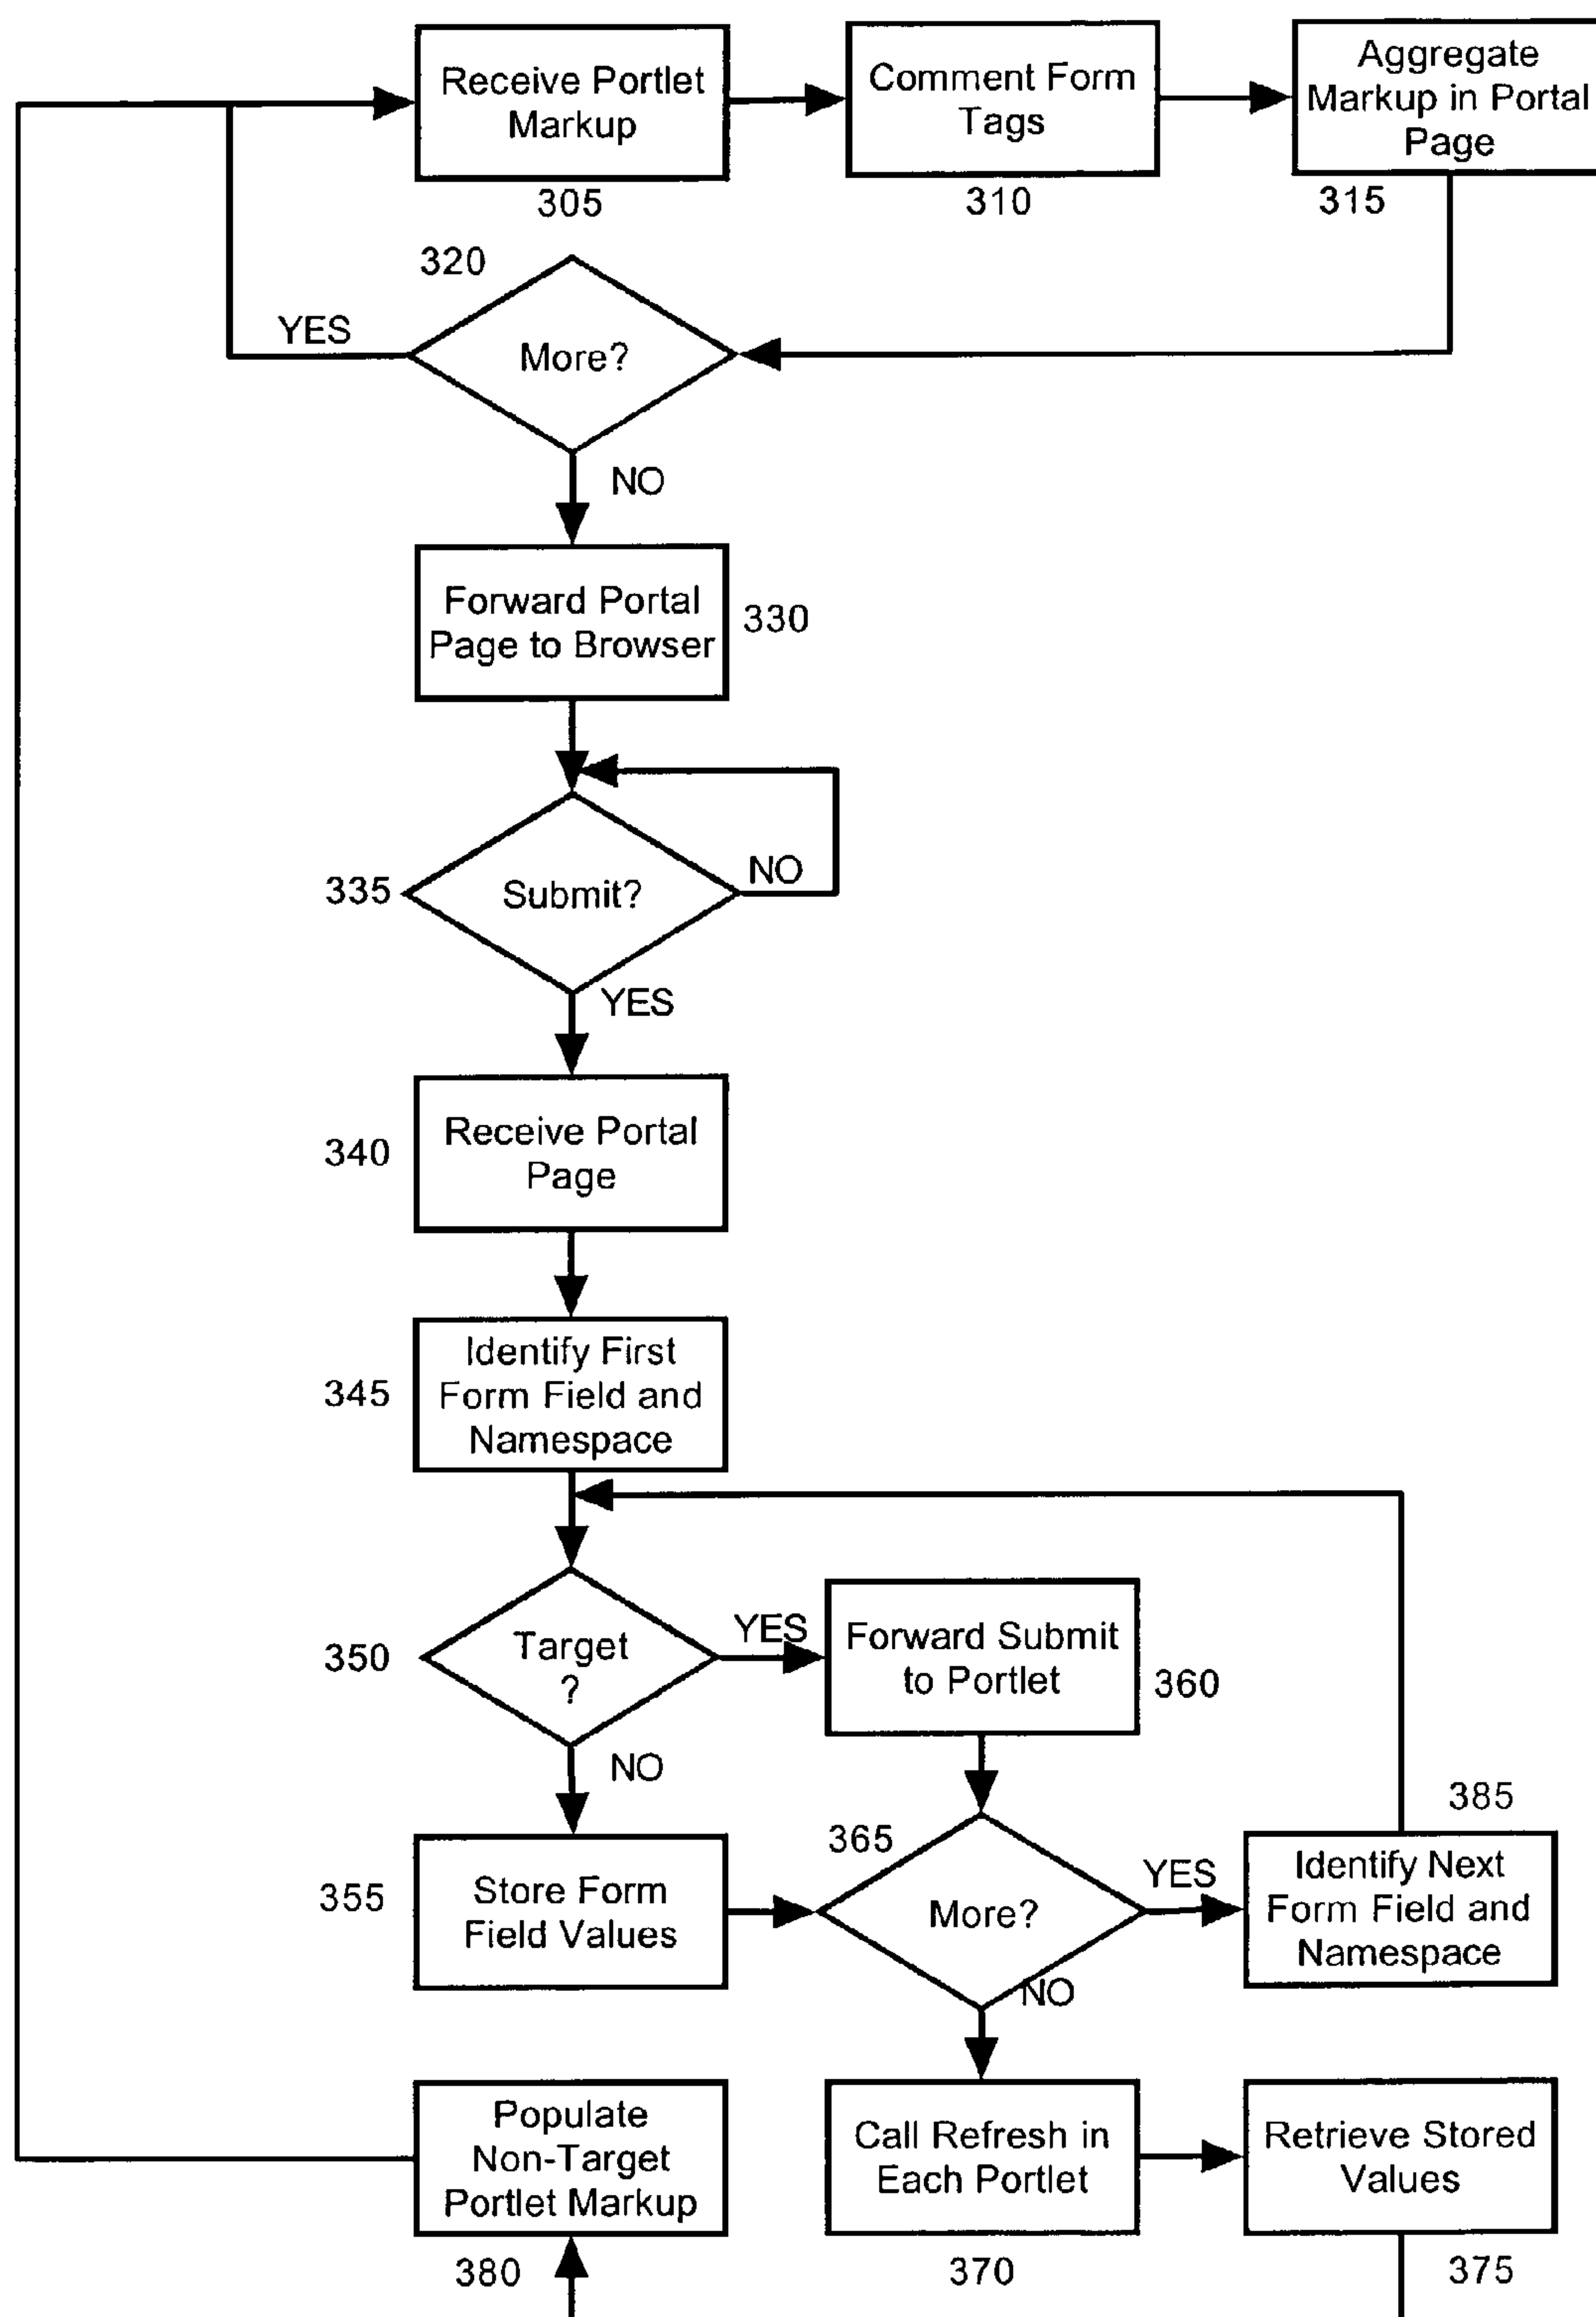 Receive Portlet
Markup
305
Comment Form
Tags
310
Aggregate
Markup in Portal
Page
315
320
YES
More?
NO
Forward Portal
Page to Browser
330
335
Submit?
NO
YES
340
Receive Portal
Page
345
Identify First
Form Field and
Namespace
350
Target
?
YES
NO
Forward Submit
to Portlet
360
355
Store Form
Field Values
365
More?
YES
NO
385
Identify Next
Form Field and
Namespace
Populate
Non-Target
Portlet Markup
380
Call Refresh in
Each Portlet
370
Retrieve Stored
Values
375